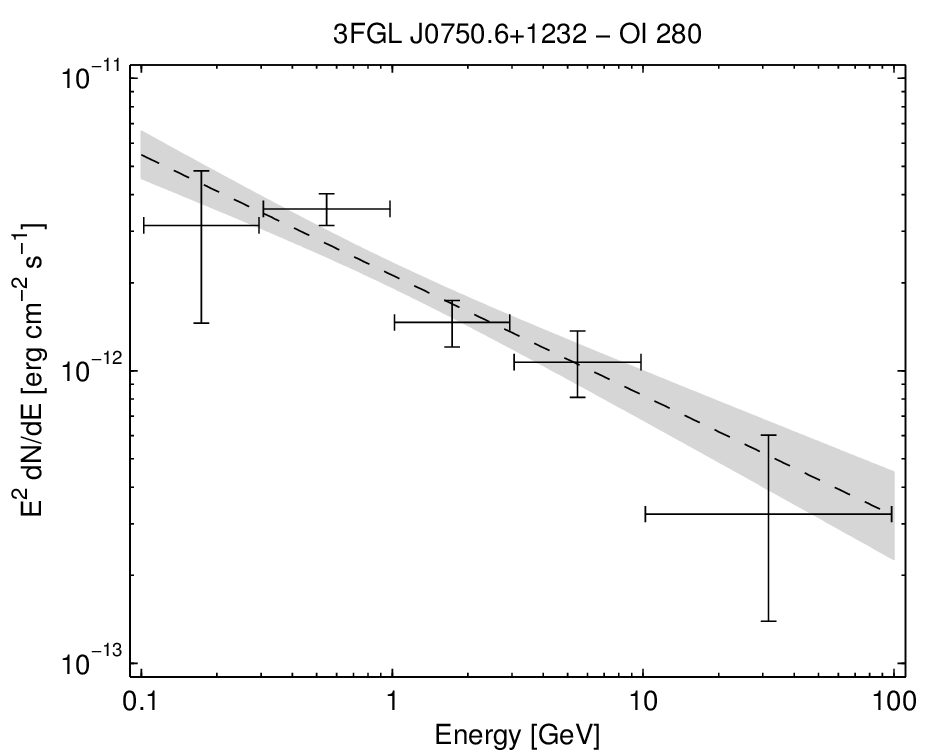 3FGL J0750.6+1232 − OI 280
10⁻¹¹
10⁻¹²
10⁻¹³
E² dN/dE [erg cm⁻² s⁻¹]
0.1 1 10 100
Energy [GeV]